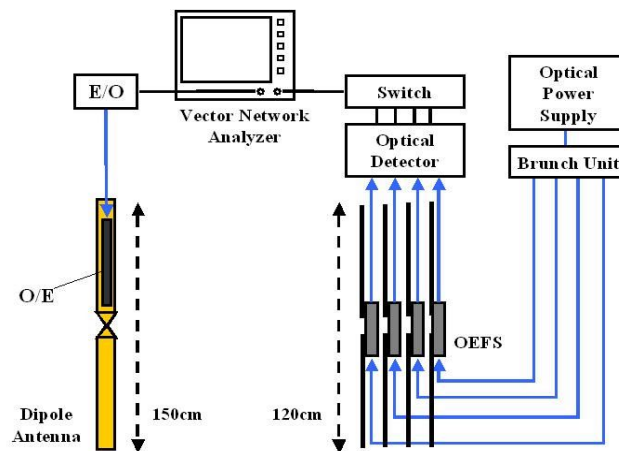 E/O
Vector Network
Analyzer
Switch
Optical
Detector
Optical
Power
Supply
Brunch Unit
O/E
OEFS
Dipole
Antenna
150cm
120cm